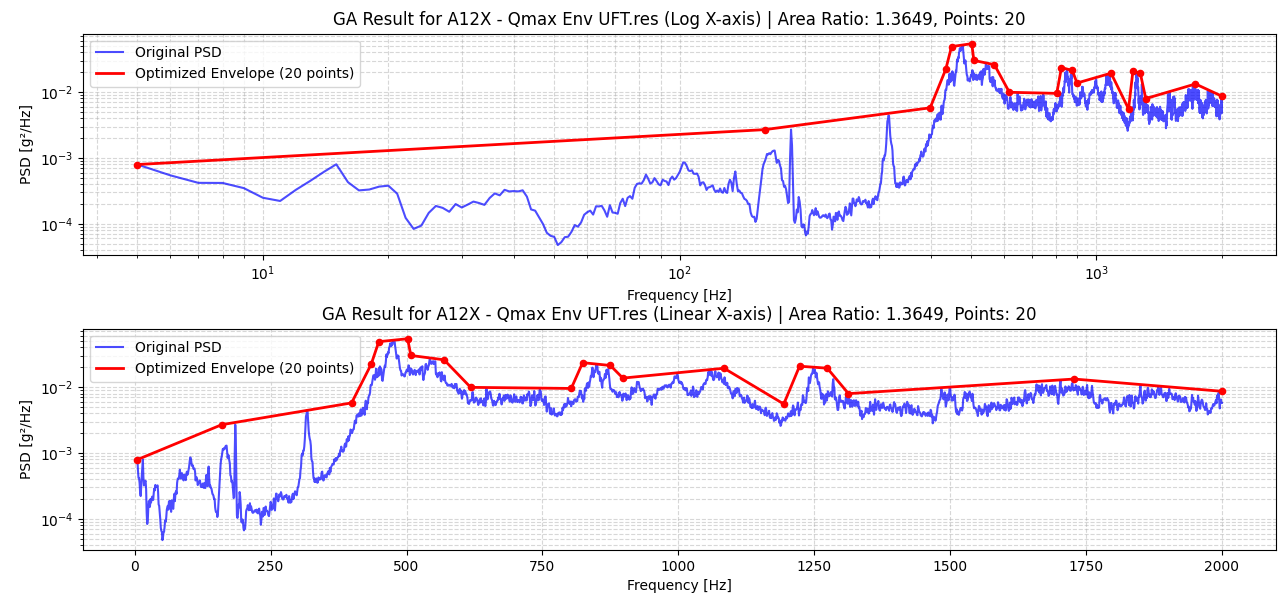 GA Result for A12X - Qmax Env UFT.res (Log X-axis) | Area Ratio: 1.3649, Points: 20
Original PSD
Optimized Envelope (20 points)
PSD [g²/Hz]
10⁻²
10⁻³
10⁻⁴
10¹
10²
10³
Frequency [Hz]
GA Result for A12X - Qmax Env UFT.res (Linear X-axis) | Area Ratio: 1.3649, Points: 20
Original PSD
Optimized Envelope (20 points)
PSD [g²/Hz]
10⁻²
10⁻³
10⁻⁴
0
250
500
750
1000
1250
1500
1750
2000
Frequency [Hz]